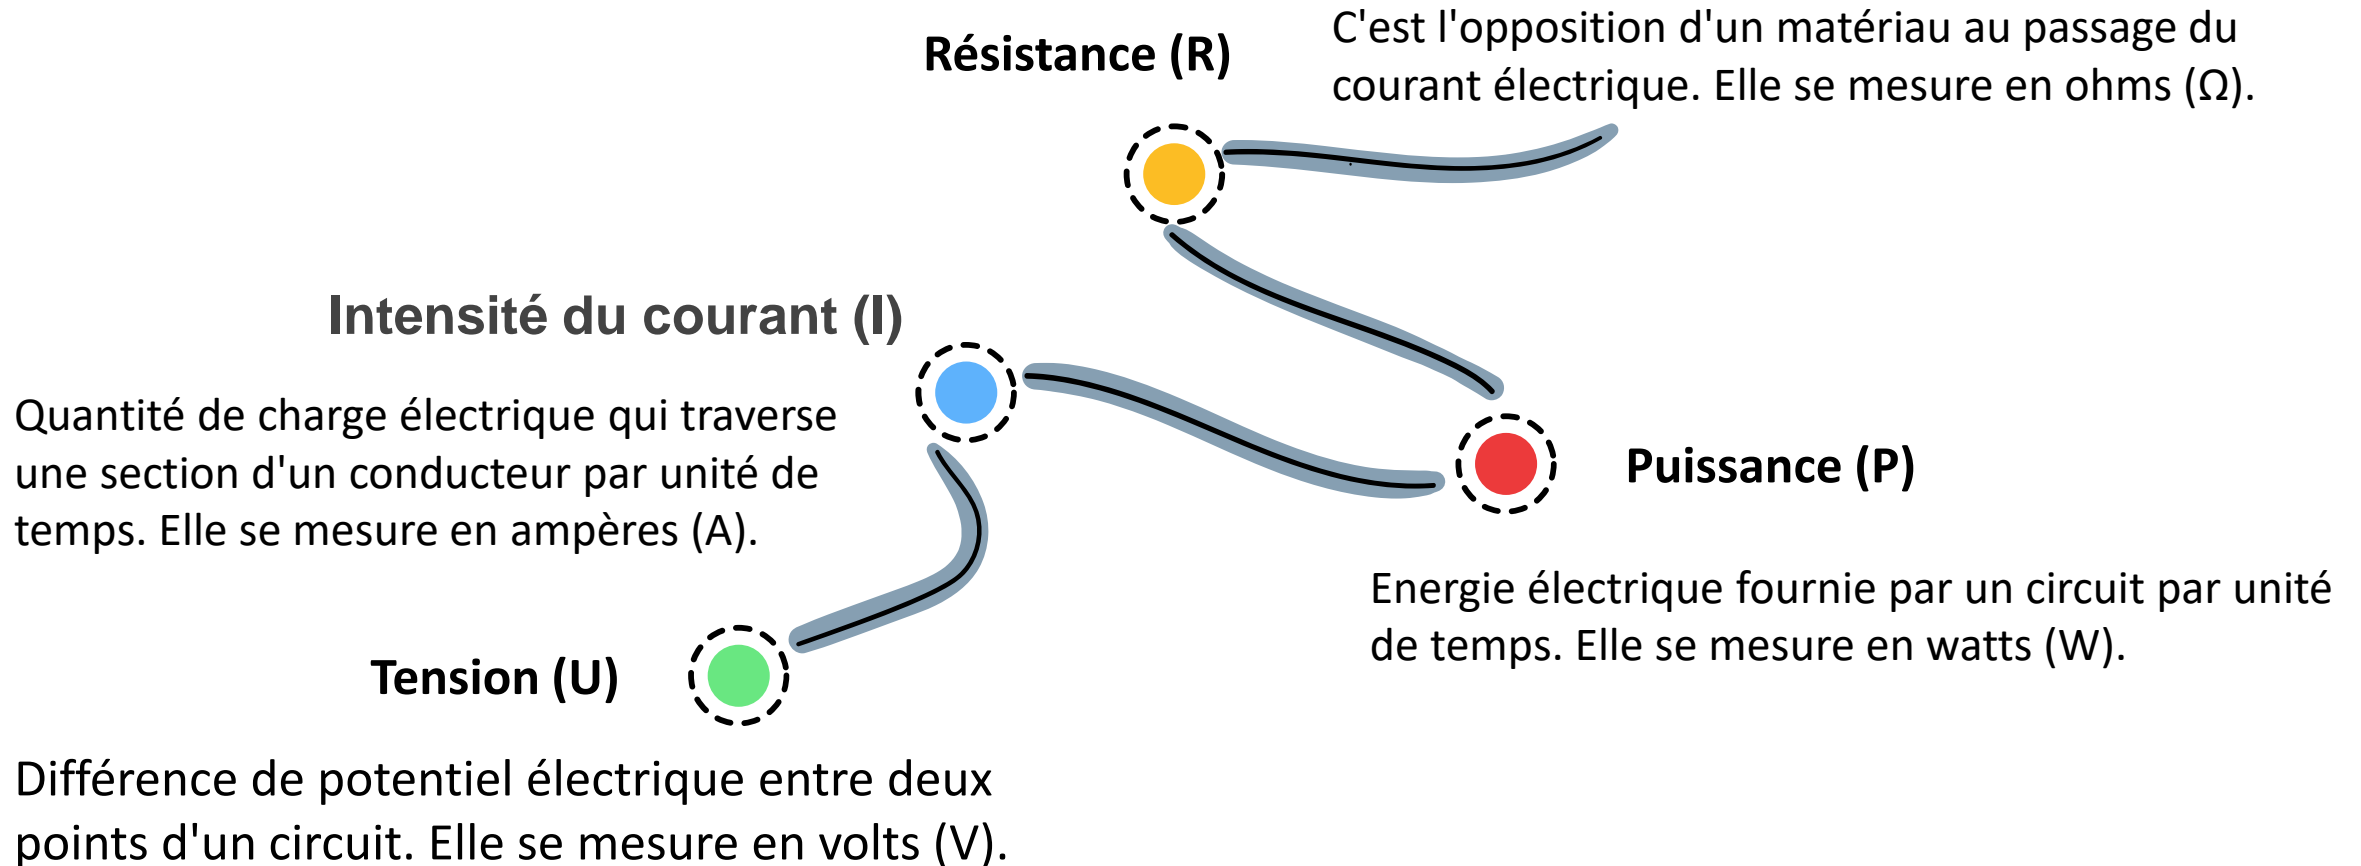 Résistance (R)
C'est l'opposition d'un matériau au passage du
courant électrique. Elle se mesure en ohms (Ω).
Intensité du courant (I)
Quantité de charge électrique qui traverse
une section d'un conducteur par unité de
temps. Elle se mesure en ampères (A).
Puissance (P)
Energie électrique fournie par un circuit par unité
de temps. Elle se mesure en watts (W).
Tension (U)
Différence de potentiel électrique entre deux
points d'un circuit. Elle se mesure en volts (V).